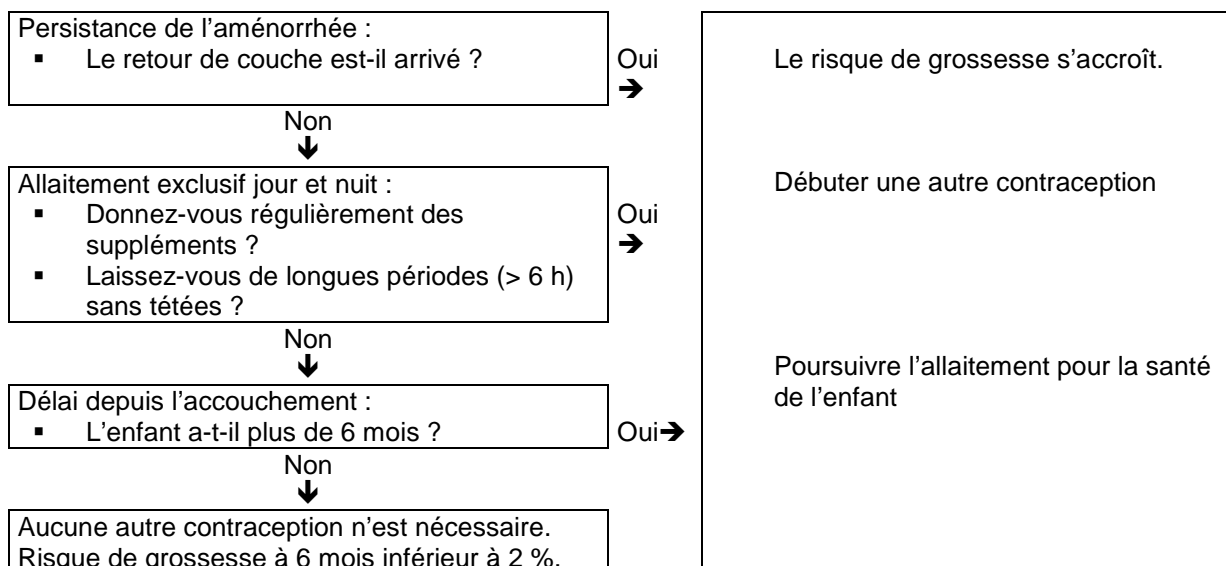 Persistance de l’aménorrhée :
▪ Le retour de couche est-il arrivé ?
Oui
➔
Non
🡻
Allaitement exclusif jour et nuit :
▪ Donnez-vous régulièrement des
suppléments ?
▪ Laissez-vous de longues périodes (> 6 h)
sans tétées ?
Oui
➔
Non
🡻
Délai depuis l’accouchement :
▪ L’enfant a-t-il plus de 6 mois ?
Oui➔
Non
🡻
Aucune autre contraception n’est nécessaire.
Risque de grossesse à 6 mois inférieur à 2 %.
Le risque de grossesse s’accroît.
Débuter une autre contraception
Poursuivre l’allaitement pour la santé
de l’enfant